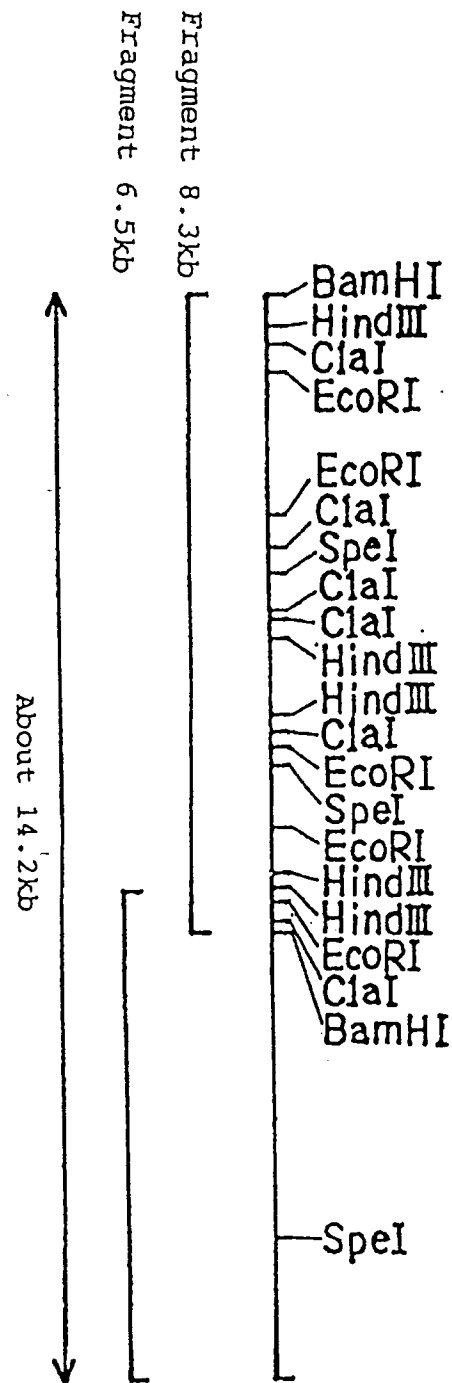 BamHI
HindⅢ
ClaI
EcoRI
EcoRI
ClaI
SpeI
ClaI
ClaI
HindⅢ
HindⅢ
ClaI
EcoRI
SpeI
EcoRI
HindⅢ
HindⅢ
EcoRI
ClaI
BamHI
SpeI
Fragment 8.3kb
Fragment 6.5kb
About 14.2kb